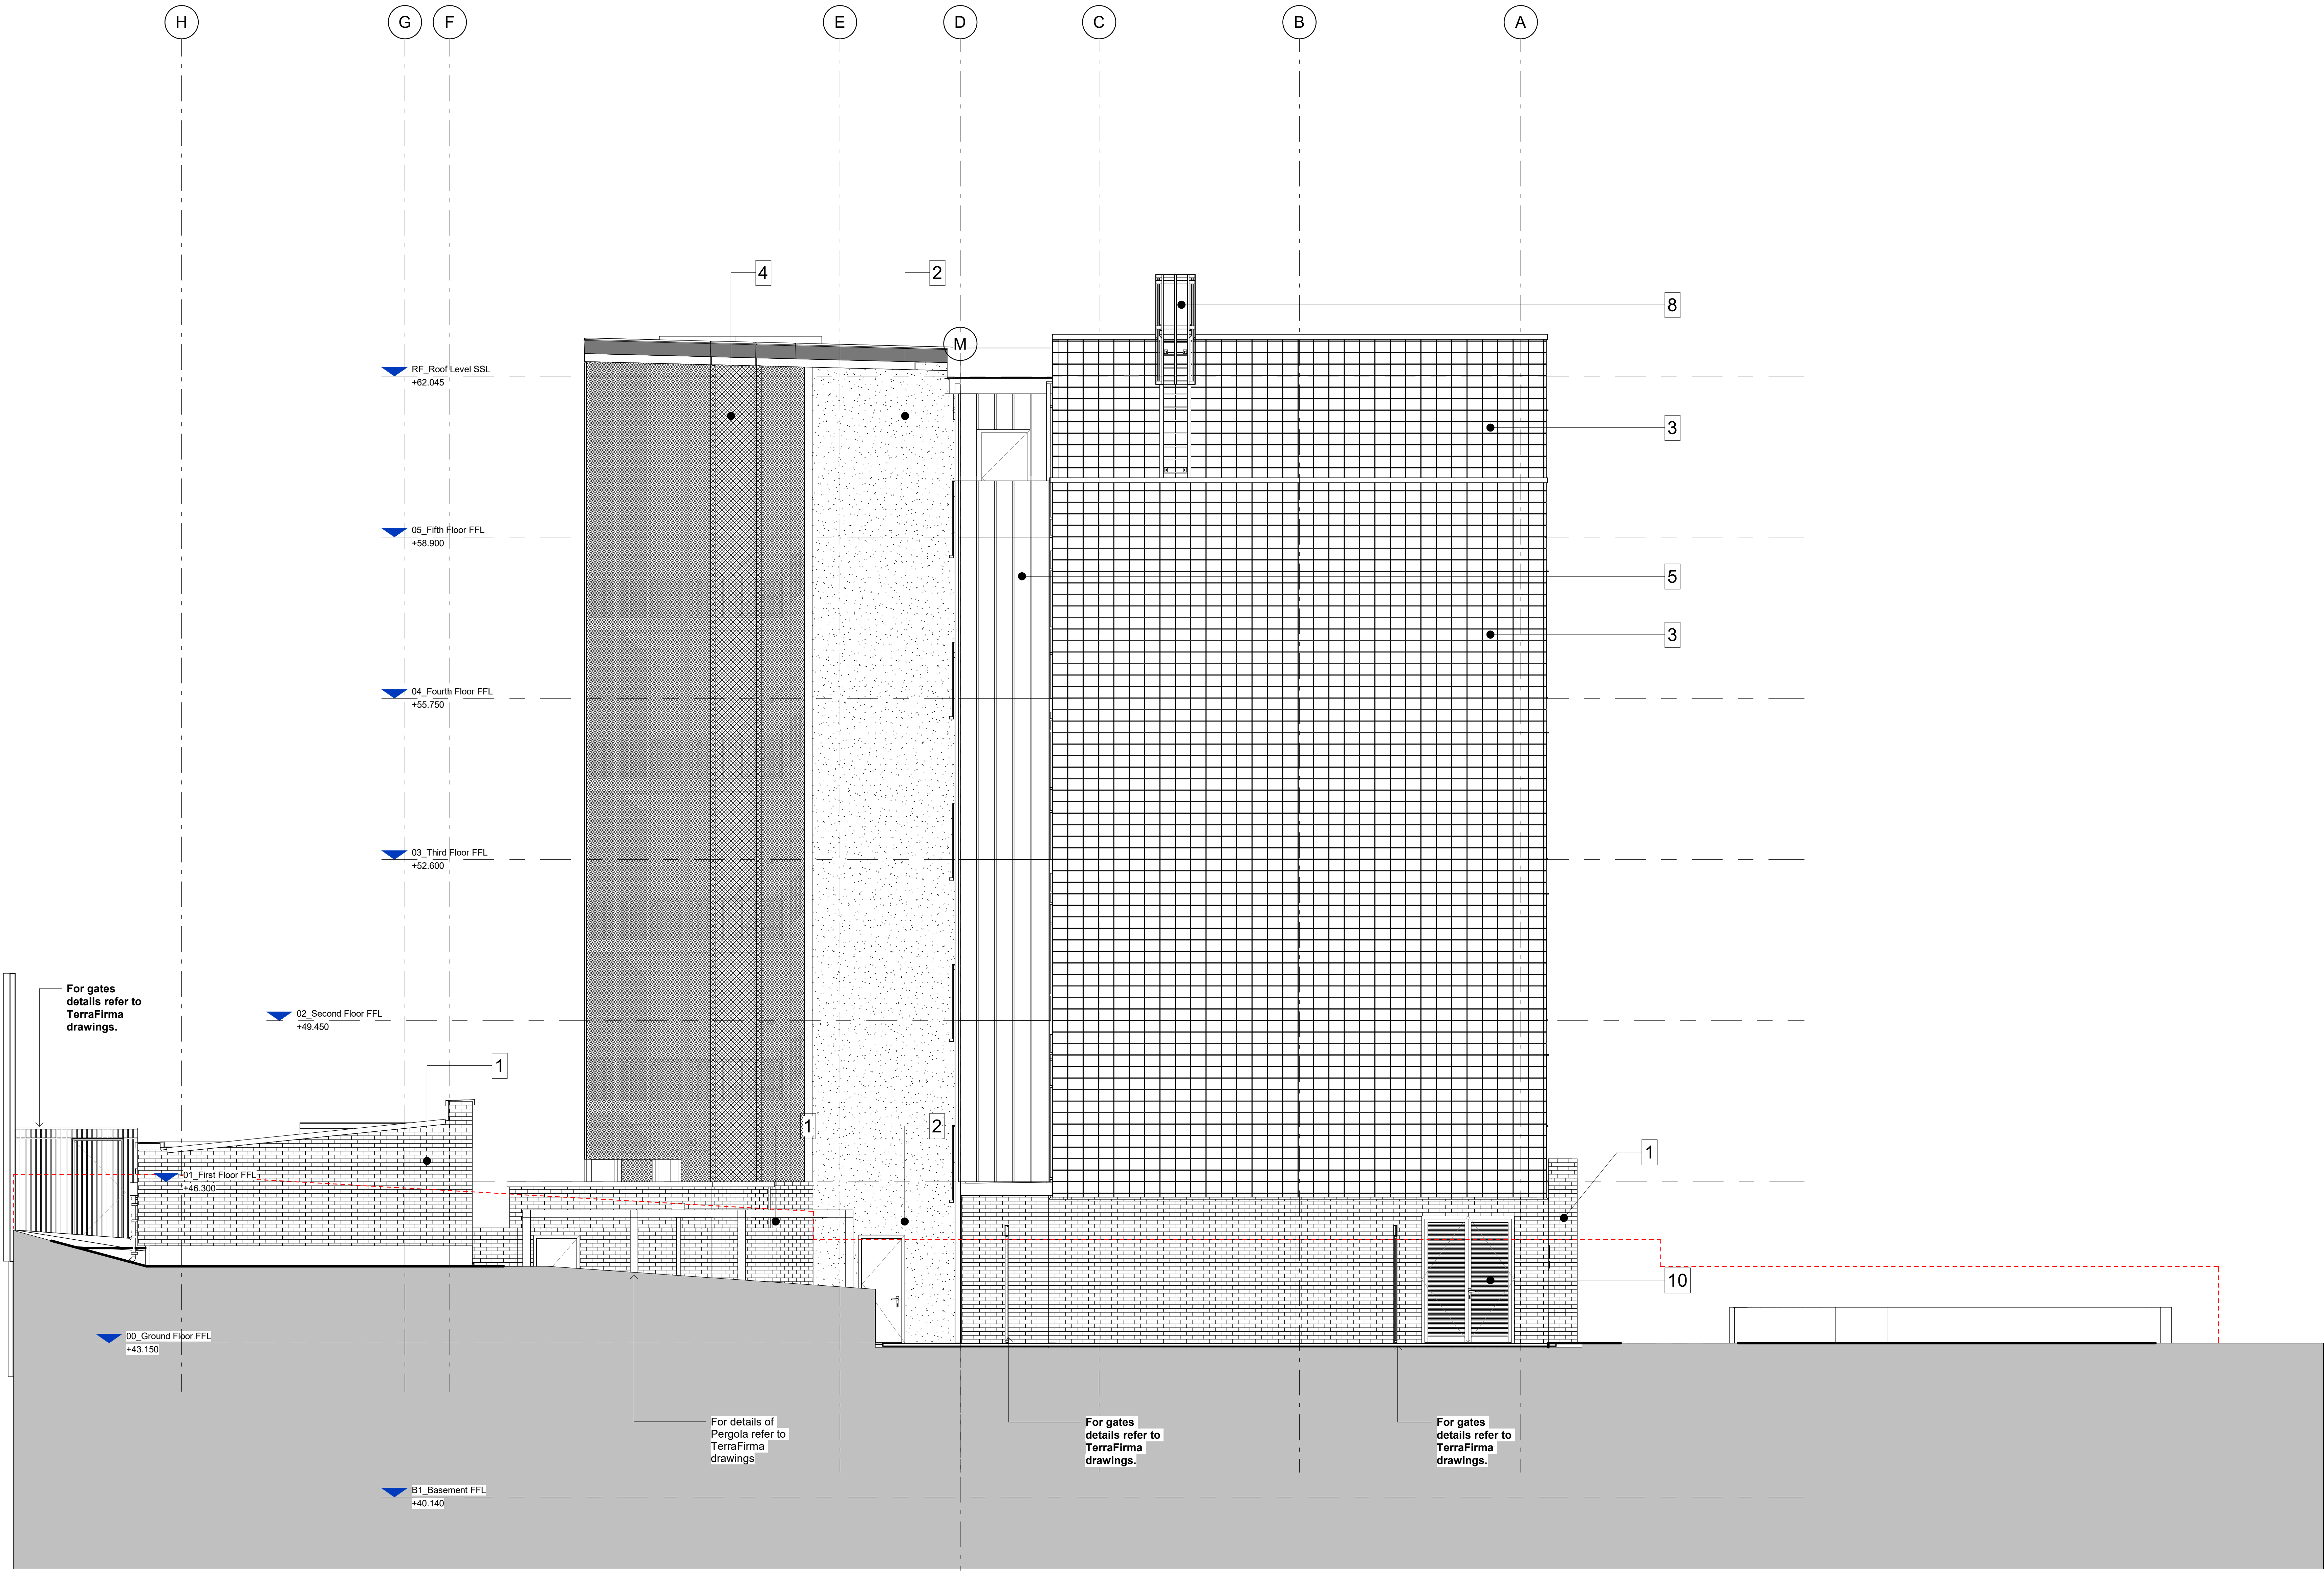 H
G
F
E
D
C
B
A
4
2
8
M
RF_Roof Level SSL
+62.045
3
05_Fifth Floor FFL
+58.900
5
3
04_Fourth Floor FFL
+55.750
03_Third Floor FFL
+52.600
For gates
details refer to
TerraFirma
drawings.
02_Second Floor FFL
+49.450
1
1
2
1
01_First Floor FFL
+46.300
10
00_Ground Floor FFL
+43.150
For details of
Pergola refer to
TerraFirma
drawings
For gates
details refer to
TerraFirma
drawings.
For gates
details refer to
TerraFirma
drawings.
B1_Basement FFL
+40.140